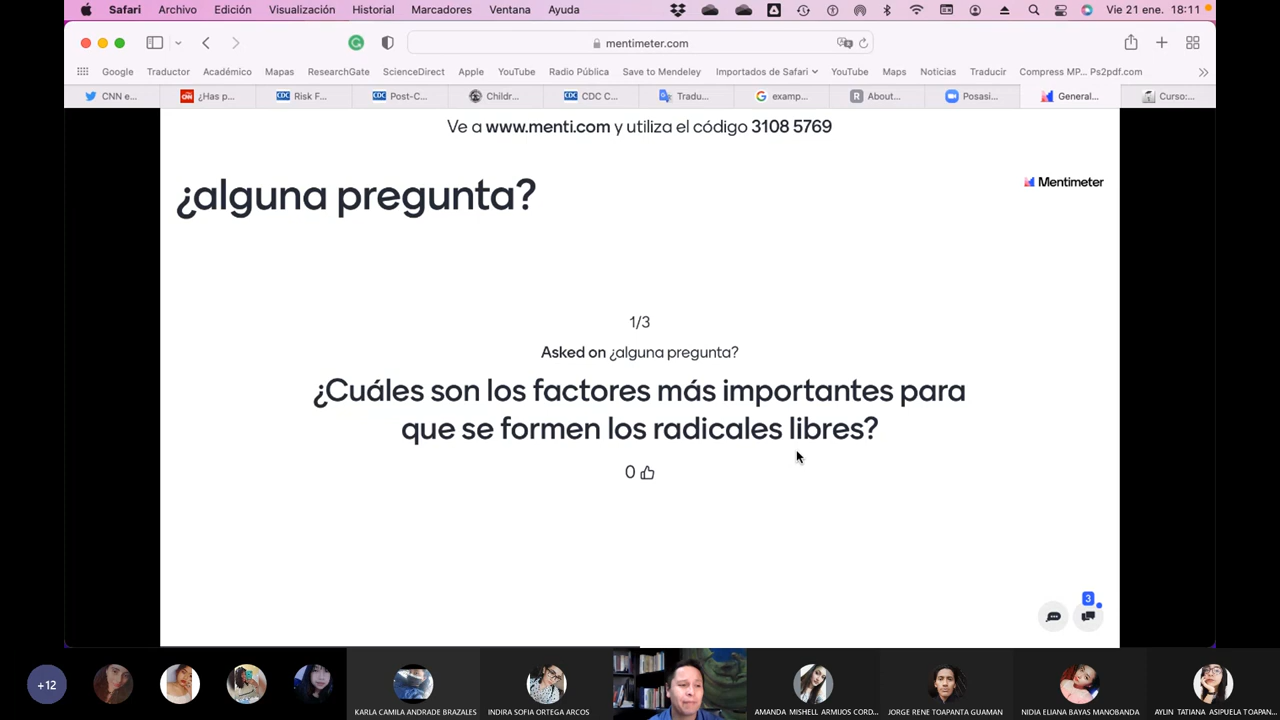 Safari Archivo Edición Visualización Historial Marcadores Ventana Ayuda Vie 21 ene. 18:11
mentimeter.com
Google Traductor Académico Mapas ResearchGate ScienceDirect Apple YouTube Radio Pública Save to Mendeley Importados de Safari YouTube Maps Noticias Traducir Compress MP... Ps2pdf.com
CNN e... ¿Has p... Risk F... Post-C... Childr... CDC C... Tradu... examp... About... Posasi... General... Curso:...
Ve a www.menti.com y utiliza el código 3108 5769
¿alguna pregunta?
Mentimeter
1/3
Asked on ¿alguna pregunta?
¿Cuáles son los factores más importantes para
que se formen los radicales libres?
0
3
+12
KARLA CAMILA ANDRADE BRAZALES INDIRA SOFIA ORTEGA ARCOS AMANDA MISHELL ARMIJOS CORD... JORGE RENE TOAPANTA GUAMAN NIDIA ELIANA BAYAS MANOBANDA AYLIN TATIANA ASIPUELA TOAPAN...